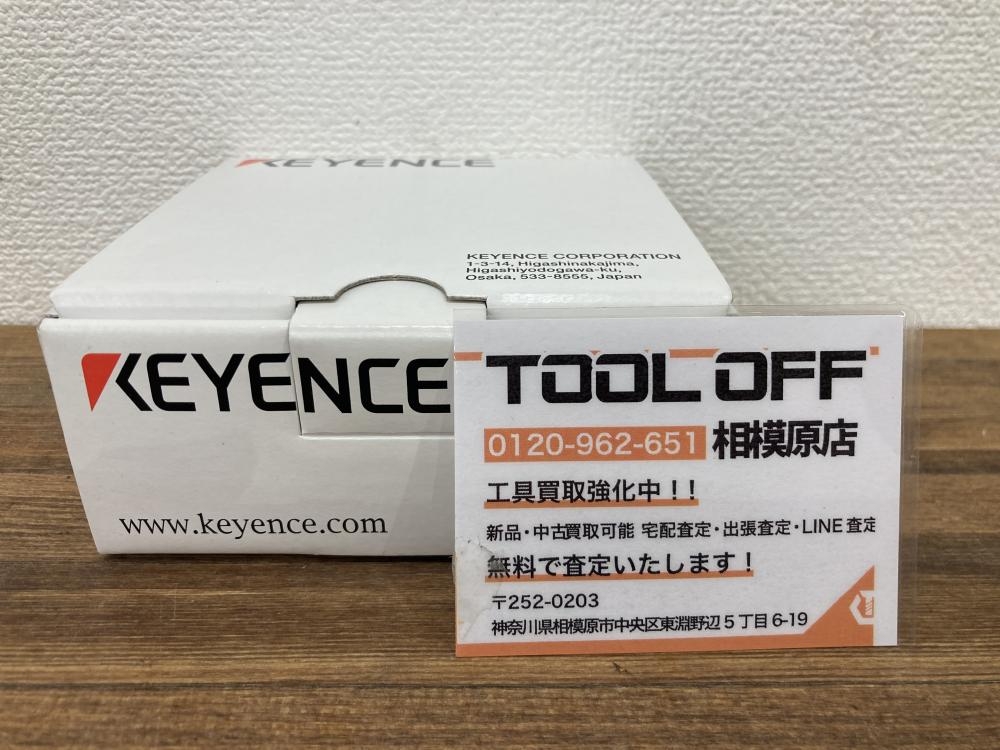 KEYENCE
KEYENCE CORPORATION
1-3-14, Higashinakajima,
Higashiyodogawa-ku,
Osaka, 533-8555, Japan
KEYENCE
www.keyence.com
TOOL OFF
0120-962-651 相模原店
工具買取強化中！！
新品・中古買取可能 宅配査定・出張査定・LINE査定
無料で査定いたします！
〒252-0203
神奈川県相模原市中央区東淵野辺5丁目6-19